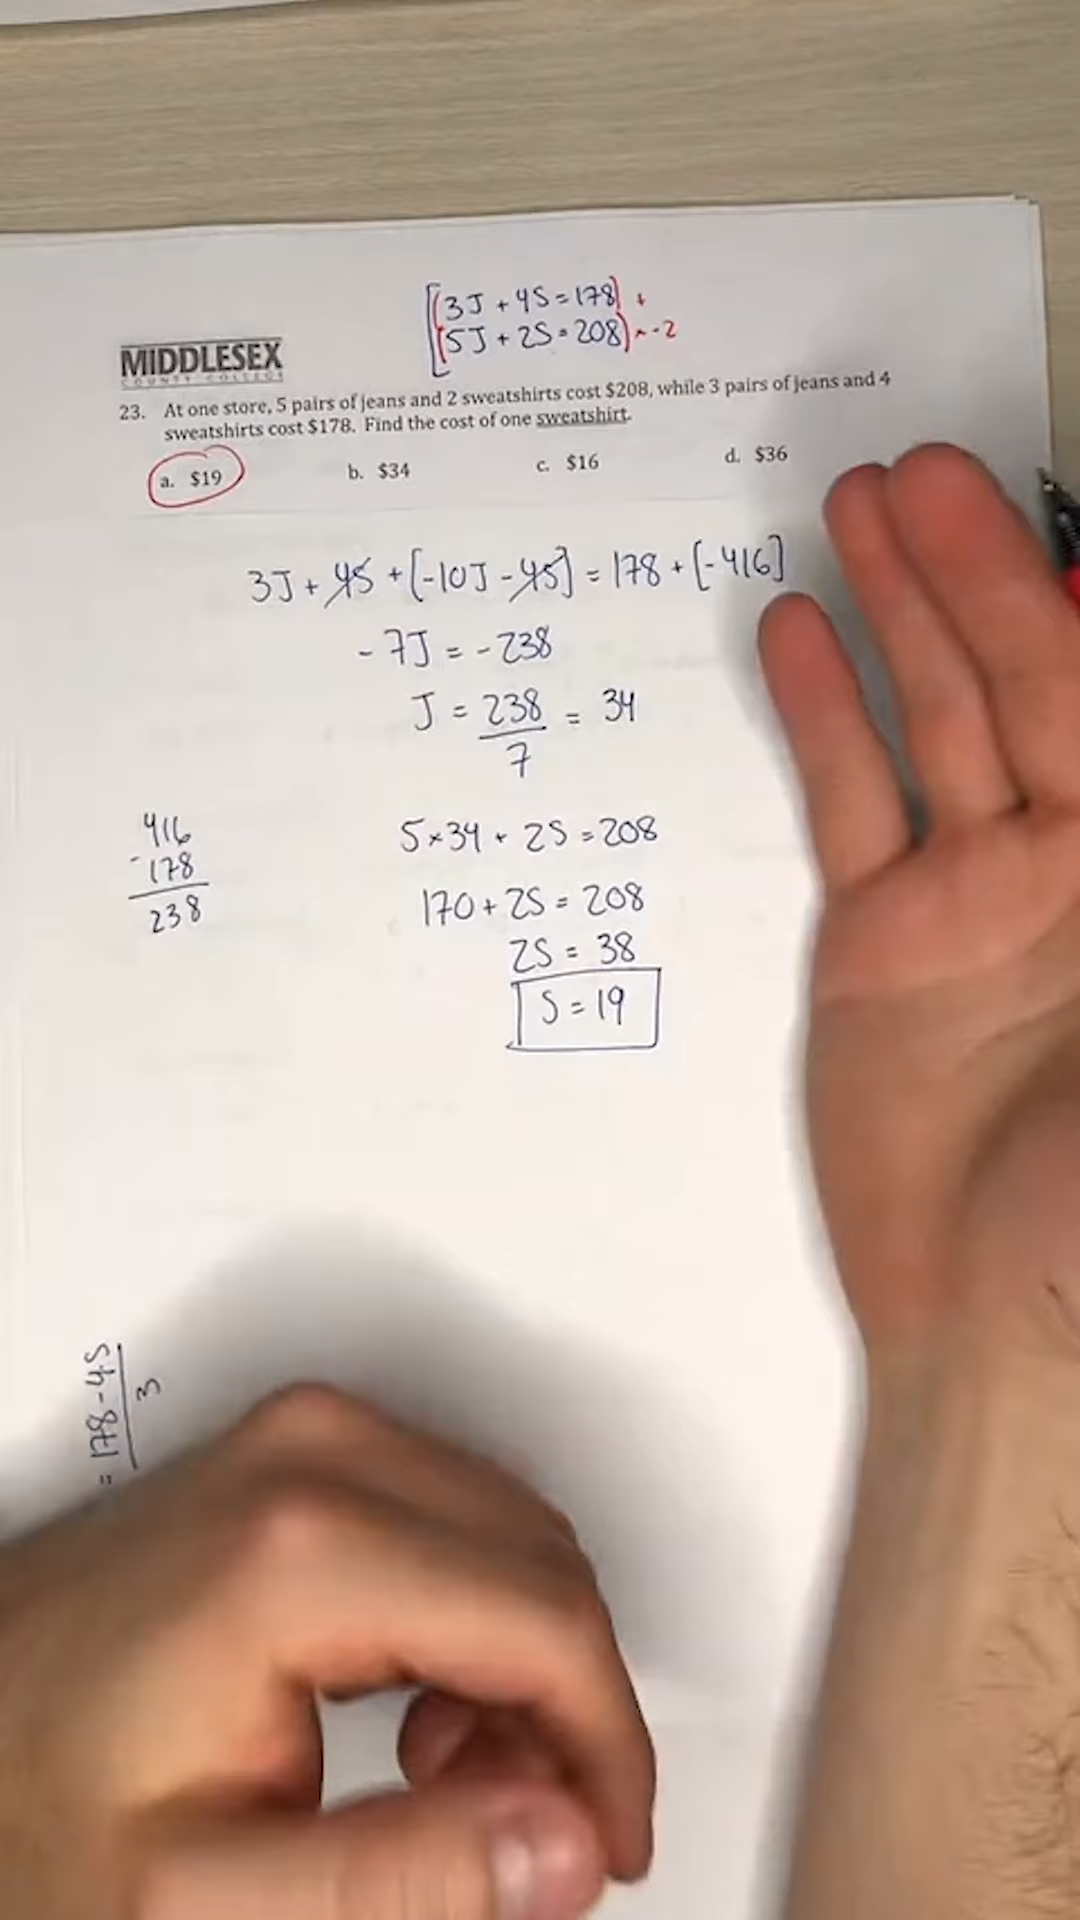 [(3J + 4S = 178) +
[(5J + 2S = 208) × -2
MIDDLESEX
COUNTY COLLEGE
23. At one store, 5 pairs of jeans and 2 sweatshirts cost $208, while 3 pairs of jeans and 4
sweatshirts cost $178. Find the cost of one sweatshirt.
a. $19 b. $34 c. $16 d. $36
3J + 4S + [-10J - 4S] = 178 + [-416]
- 7J = - 238
J = 238/7 = 34
416
- 178
238
5×34 + 2S = 208
170 + 2S = 208
2S = 38
S = 19
= 178 - 4S
3